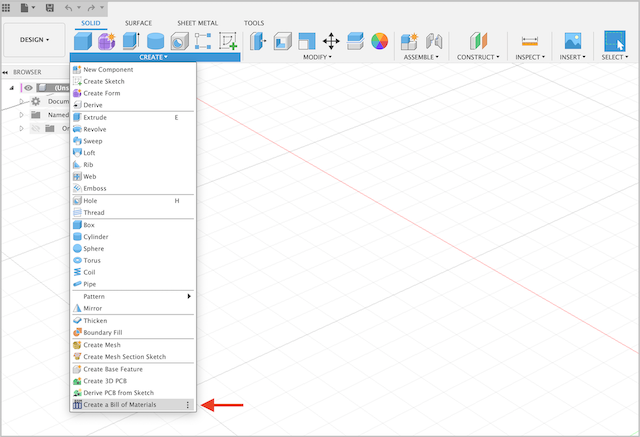 SOLID SURFACE SHEET METAL TOOLS
DESIGN
CREATE MODIFY ASSEMBLE CONSTRUCT INSPECT INSERT SELECT
BROWSER
(Uns
Docum
Named
Or
New Component
Create Sketch
Create Form
Derive
Extrude E
Revolve
Sweep
Loft
Rib
Web
Emboss
Hole H
Thread
Box
Cylinder
Sphere
Torus
Coil
Pipe
Pattern
Mirror
Thicken
Boundary Fill
Create Mesh
Create Mesh Section Sketch
Create Base Feature
Create 3D PCB
Derive PCB from Sketch
Create a Bill of Materials